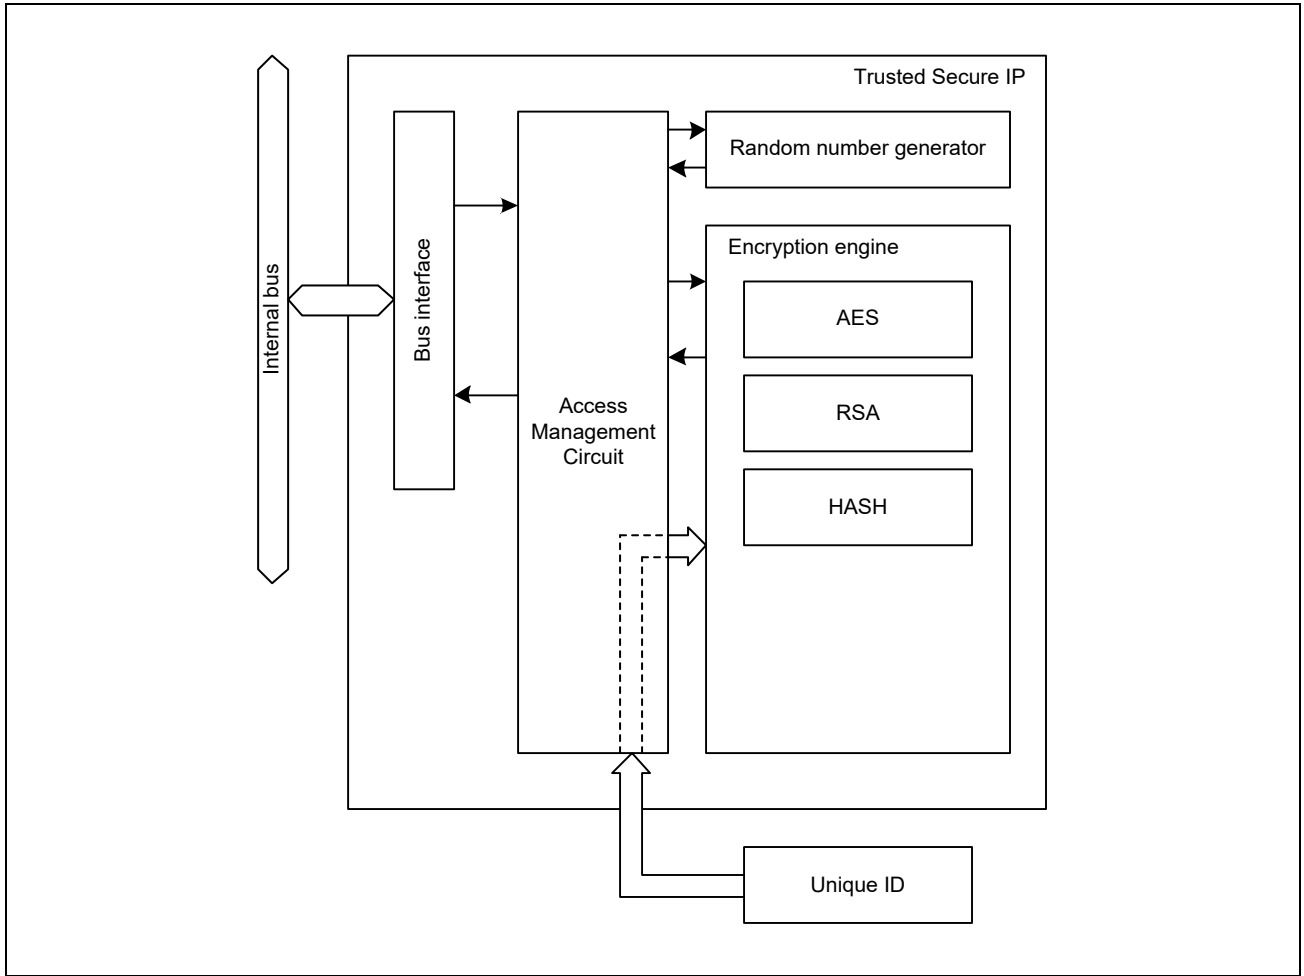 Trusted Secure IP
Internal bus
Bus interface
Access
Management
Circuit
Random number generator
Encryption engine
AES
RSA
HASH
Unique ID